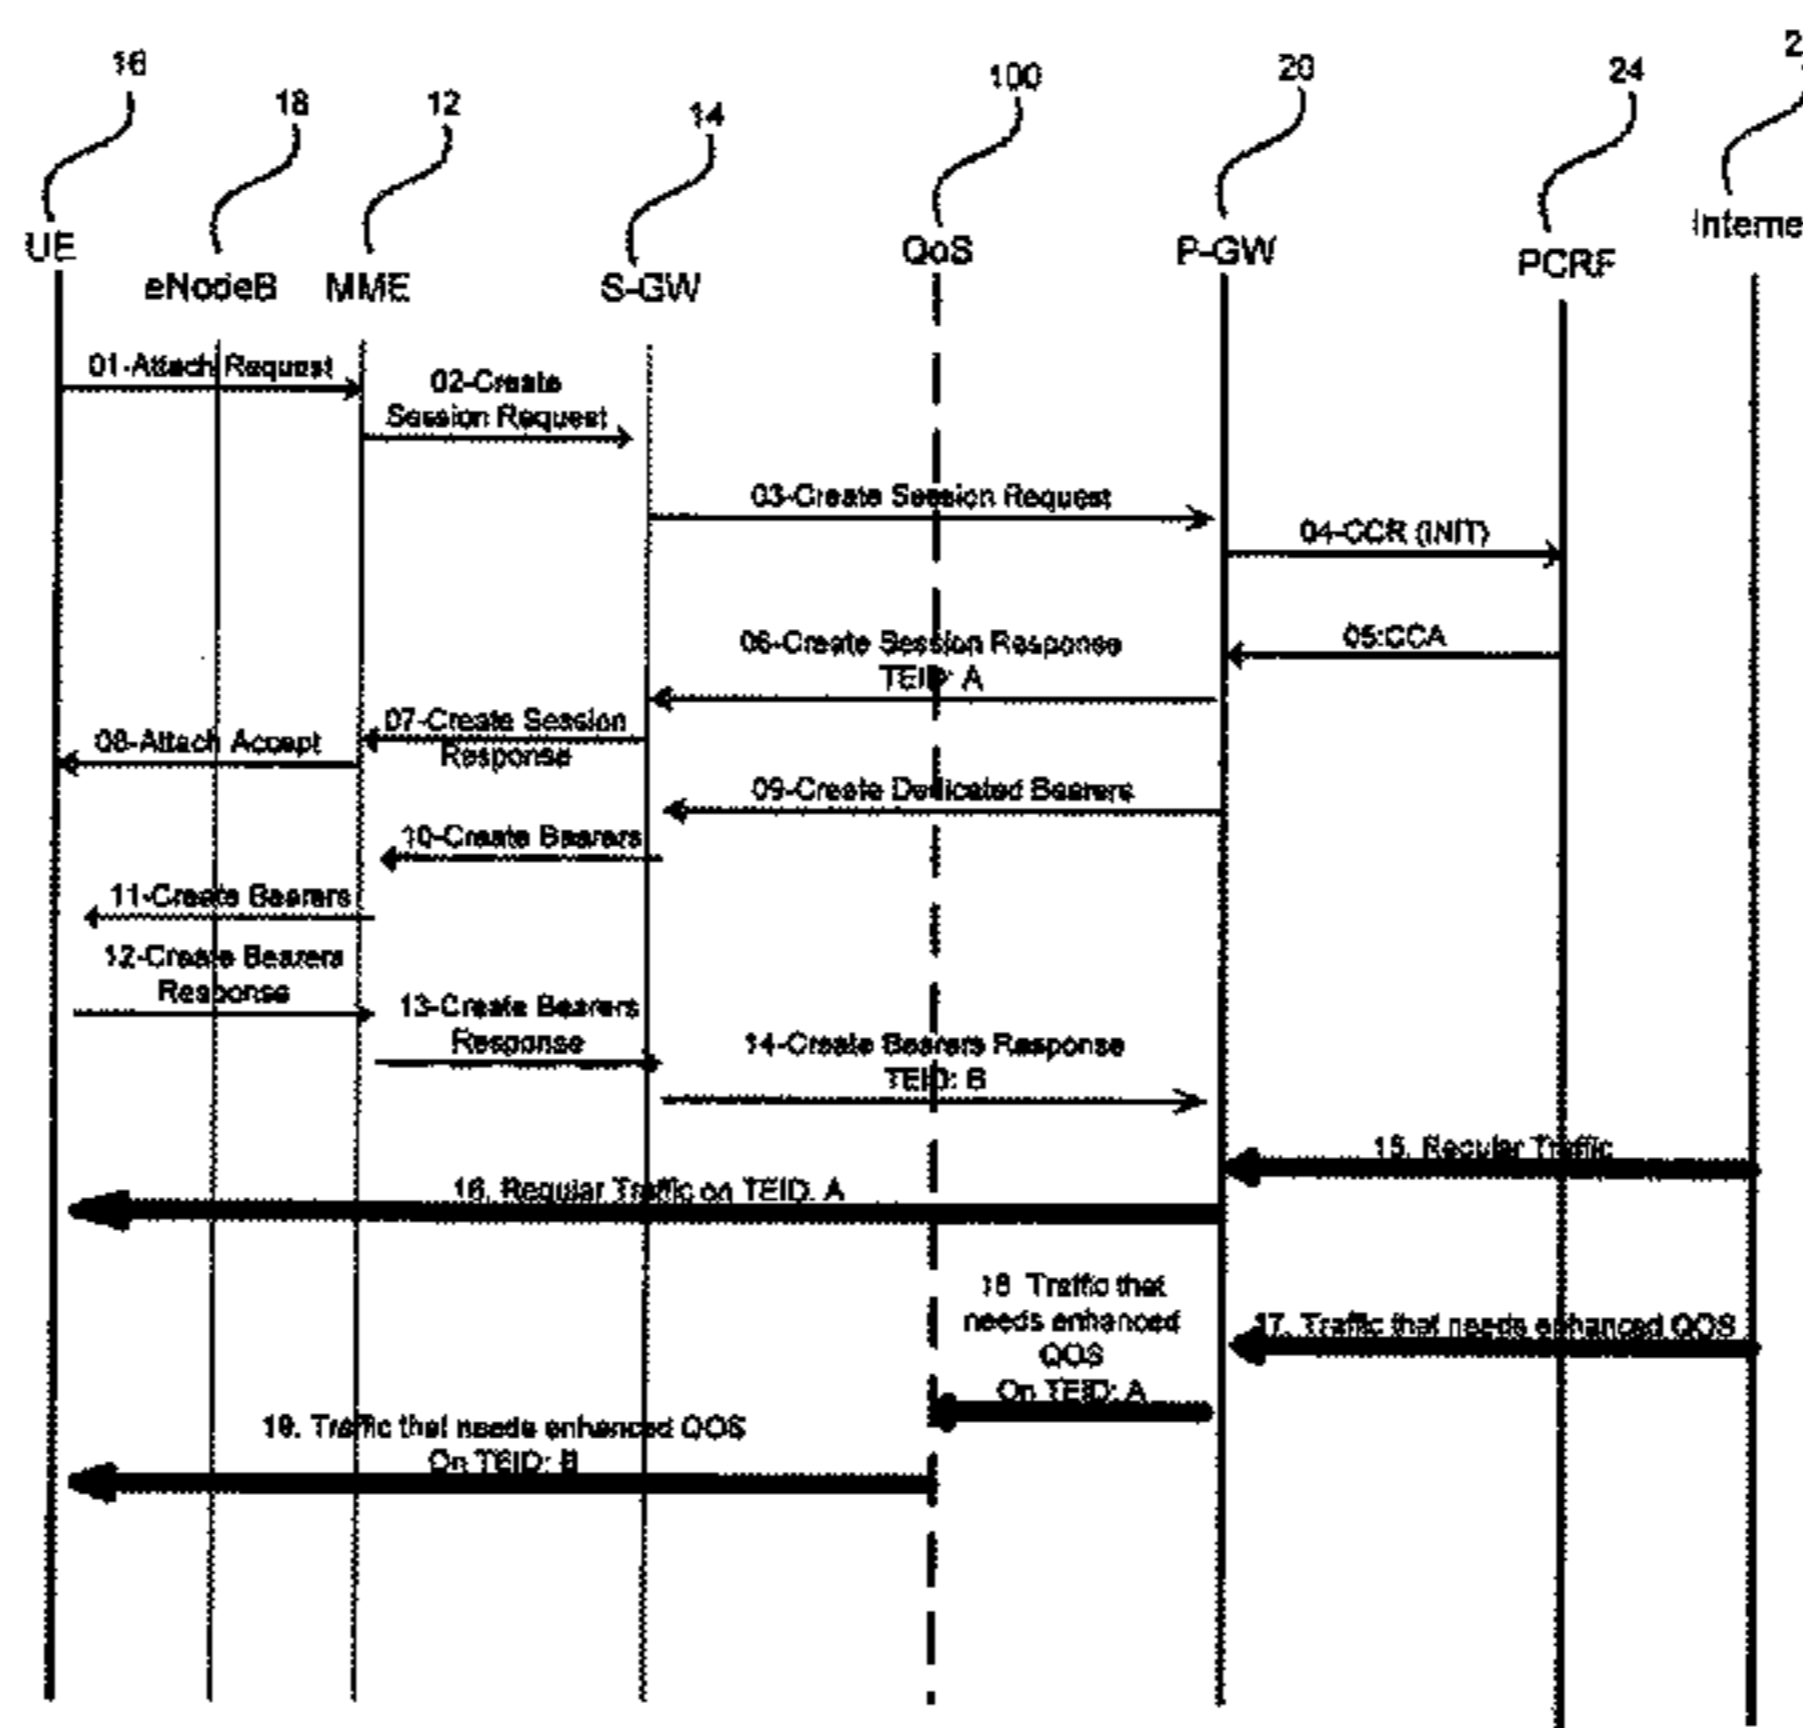 16
18
12
14
100
20
24
2
UE
eNodeB
MME
S-GW
QoS
P-GW
PCRF
Interne
01-Attach Request
02-Create
Session Request
03-Create Session Request
04-CCR (INIT)
05:CCA
06-Create Session Response
TEID: A
07-Create Session
Response
08-Attach Accept
09-Create Dedicated Bearers
10-Create Bearers
11-Create Bearers
12-Create Bearers
Response
13-Create Bearers
Response
14-Create Bearers Response
TEID: B
15. Regular Traffic
16. Regular Traffic on TEID: A
17. Traffic that needs enhanced QOS
18 Traffic that
needs enhanced
QOS
On TEID: A
19. Traffic that needs enhanced QOS
On TEID: B